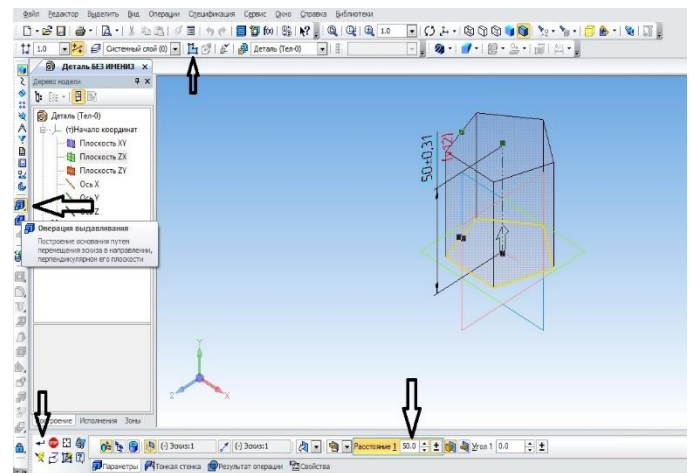 Файл Редактор Выделить Вид Операции Спецификация Сервис Окно Справка Библиотеки
1.0
1.0 Системный слой (0) Деталь (Тел-0)
Деталь БЕЗ ИМЕНИ3
Дерево модели
Деталь (Тел-0)
(т)Начало координат
Плоскость XY
Плоскость ZX
Плоскость ZY
Ось X
Ось Y
Ось Z
Операция выдавливания
Построение основания путем
перемещения эскиза в направлении,
перпендикулярном его плоскости
50±0,31
Y
Z X
Построение Исполнения Зоны
(-) Эскиз:1 (-) Эскиз:1 Расстояние 1 50.0 Угол 1 0.0
Параметры Тонкая стенка Результат операции Свойства